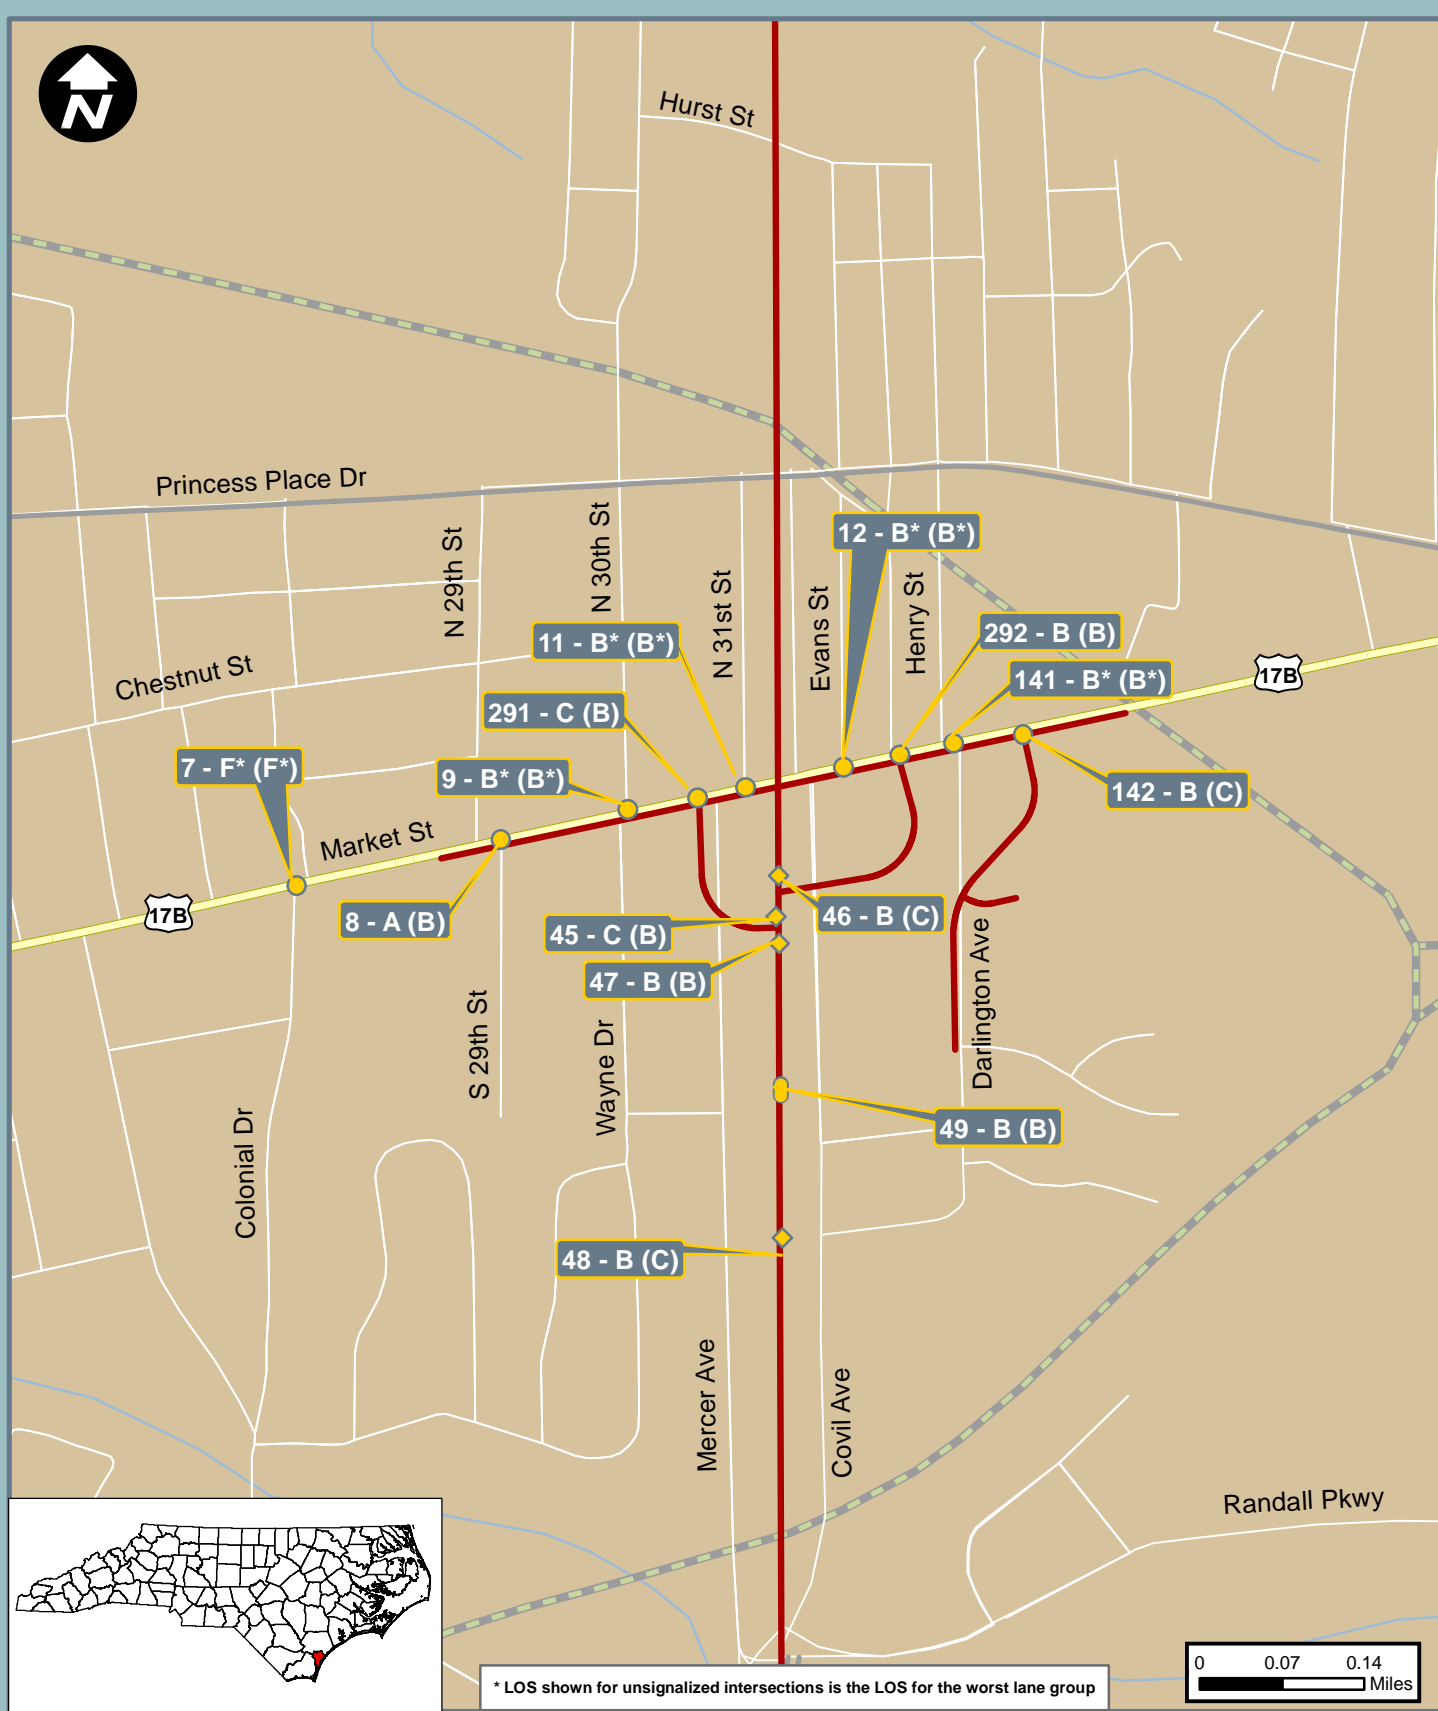 N
Hurst St
Princess Place Dr
N 29th St
N 30th St
N 31st St
Evans St
Henry St
12 - B* (B*)
292 - B (B)
11 - B* (B*)
141 - B* (B*)
17B
Chestnut St
291 - C (B)
7 - F* (F*)
9 - B* (B*)
142 - B (C)
Market St
17B
8 - A (B)
46 - B (C)
45 - C (B)
47 - B (B)
S 29th St
Wayne Dr
Darlington Ave
Colonial Dr
49 - B (B)
48 - B (C)
Mercer Ave
Covil Ave
Randall Pkwy
* LOS shown for unsignalized intersections is the LOS for the worst lane group
0 0.07 0.14
Miles